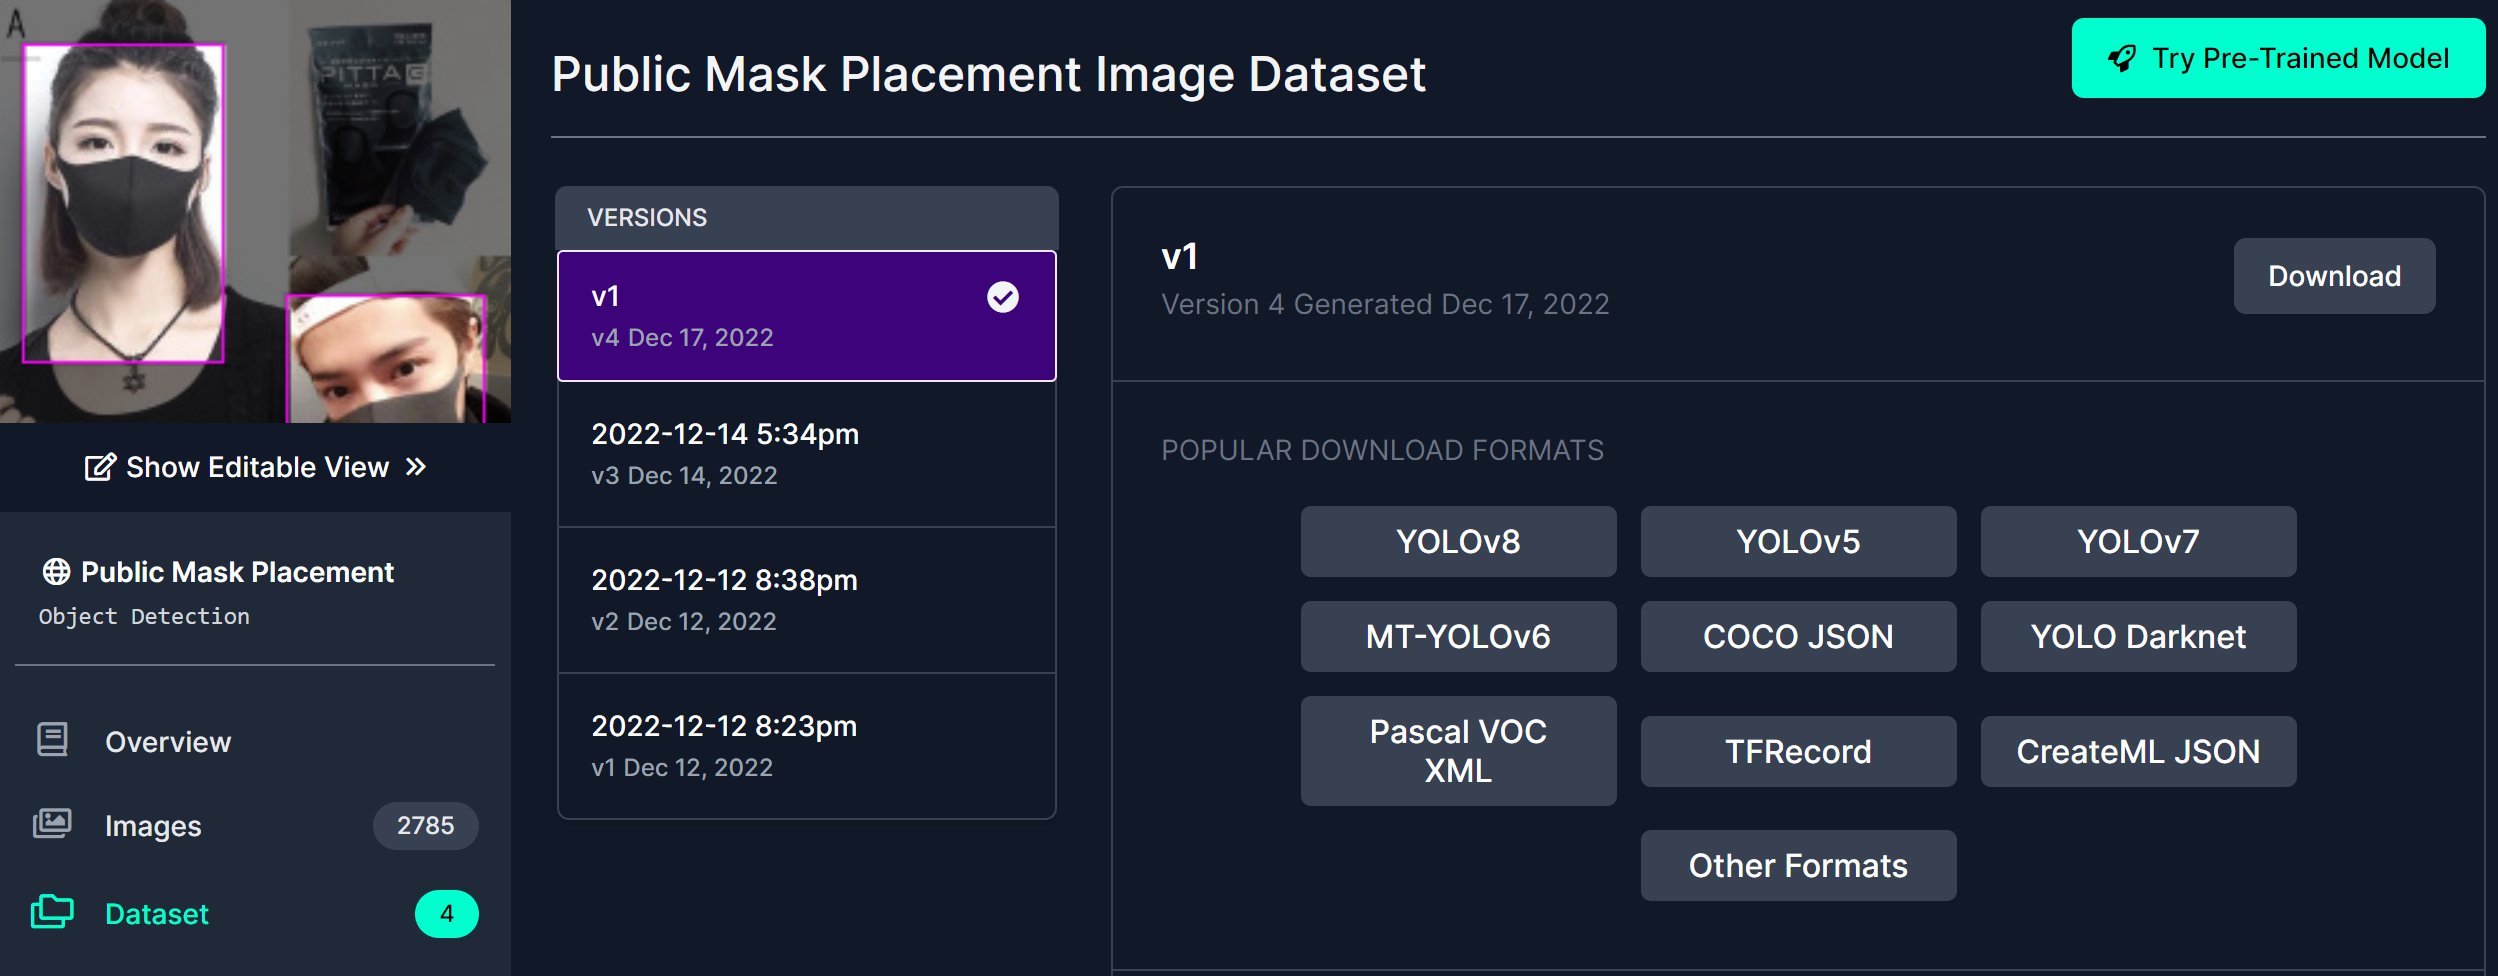 A
PITTA
MASK
Show Editable View
Public Mask Placement
Object Detection
Overview
Images
2785
Dataset
4
Public Mask Placement Image Dataset
Try Pre-Trained Model
VERSIONS
v1
v4 Dec 17, 2022
2022-12-14 5:34pm
v3 Dec 14, 2022
2022-12-12 8:38pm
v2 Dec 12, 2022
2022-12-12 8:23pm
v1 Dec 12, 2022
v1
Version 4 Generated Dec 17, 2022
Download
POPULAR DOWNLOAD FORMATS
YOLOv8
YOLOv5
YOLOv7
MT-YOLOv6
COCO JSON
YOLO Darknet
Pascal VOC
XML
TFRecord
CreateML JSON
Other Formats